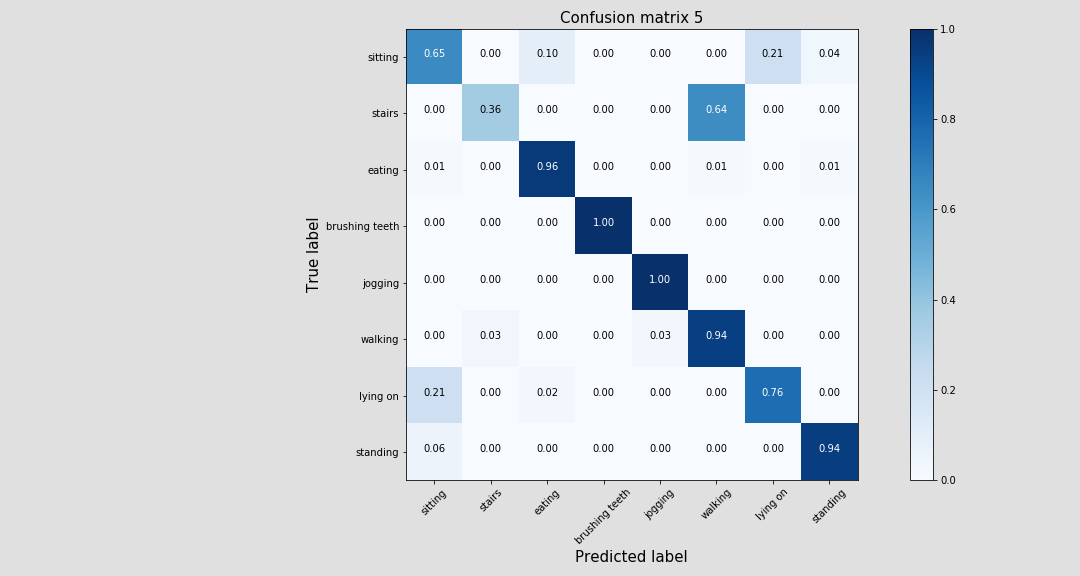 Confusion matrix 5
sitting 0.65 0.00 0.10 0.00 0.00 0.00 0.21 0.04
stairs 0.00 0.36 0.00 0.00 0.00 0.64 0.00 0.00
eating 0.01 0.00 0.96 0.00 0.00 0.01 0.00 0.01
brushing teeth 0.00 0.00 0.00 1.00 0.00 0.00 0.00 0.00
jogging 0.00 0.00 0.00 0.00 1.00 0.00 0.00 0.00
walking 0.00 0.03 0.00 0.00 0.03 0.94 0.00 0.00
lying on 0.21 0.00 0.02 0.00 0.00 0.00 0.76 0.00
standing 0.06 0.00 0.00 0.00 0.00 0.00 0.00 0.94
True label
sitting stairs eating brushing teeth jogging walking lying on standing
Predicted label
1.0
0.8
0.6
0.4
0.2
0.0